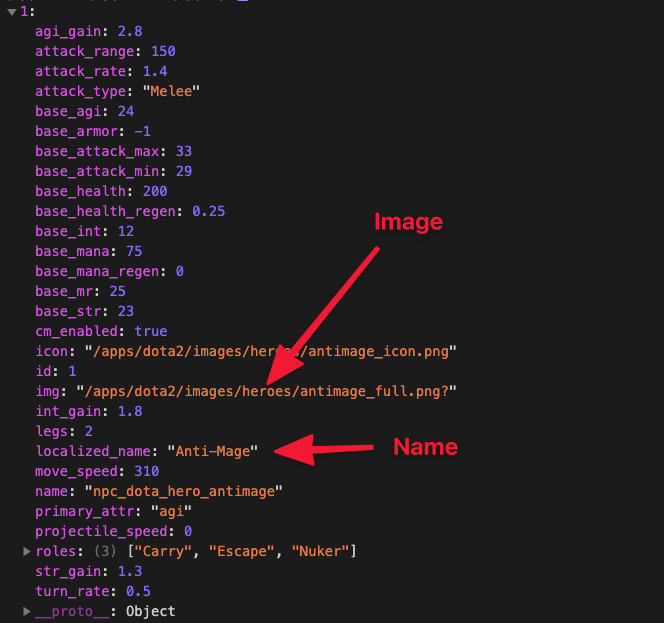 ▼1:
agi_gain: 2.8
attack_range: 150
attack_rate: 1.4
attack_type: "Melee"
base_agi: 24
base_armor: -1
base_attack_max: 33
base_attack_min: 29
base_health: 200
base_health_regen: 0.25
Image
base_int: 12
base_mana: 75
base_mana_regen: 0
base_mr: 25
base_str: 23
cm_enabled: true
icon: "/apps/dota2/images/heroes/antimage_icon.png"
id: 1
img: "/apps/dota2/images/heroes/antimage_full.png?"
int_gain: 1.8
legs: 2
localized_name: "Anti-Mage"
Name
move_speed: 310
name: "npc_dota_hero_antimage"
primary_attr: "agi"
projectile_speed: 0
▶roles: (3) ["Carry", "Escape", "Nuker"]
str_gain: 1.3
turn_rate: 0.5
▶__proto__: Object